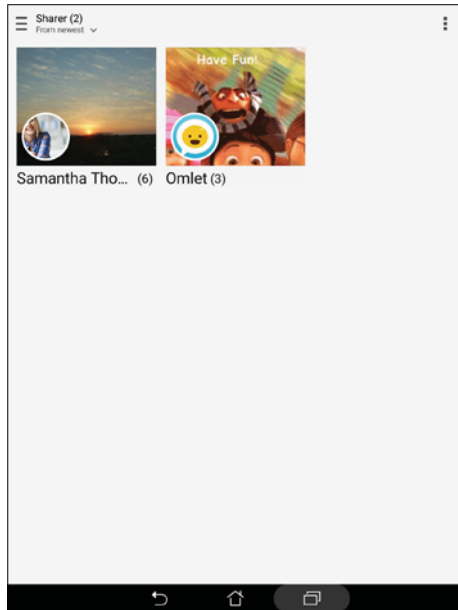 Sharer (2)
From newest
Have Fun!
Samantha Tho... (6)
Omlet (3)